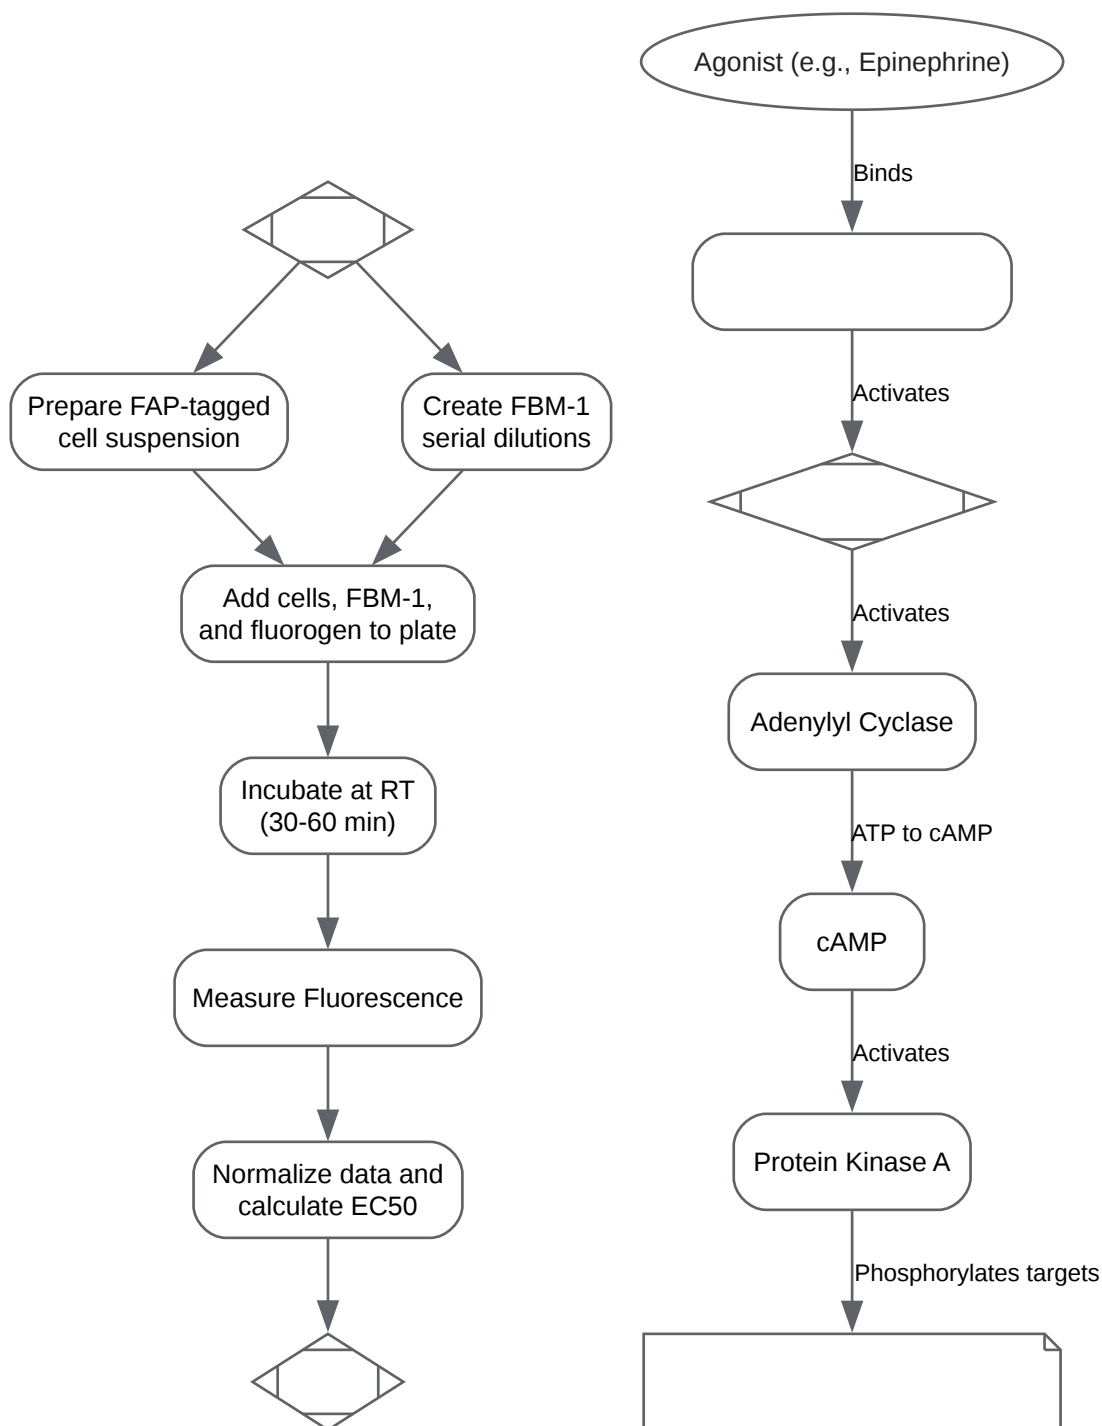 Agonist (e.g., Epinephrine)
Binds
Activates
Prepare FAP-tagged
cell suspension
Create FBM-1
serial dilutions
Add cells, FBM-1,
and fluorogen to plate
Activates
Adenylyl Cyclase
Incubate at RT
(30-60 min)
ATP to cAMP
cAMP
Measure Fluorescence
Activates
Protein Kinase A
Normalize data and
calculate EC50
Phosphorylates targets